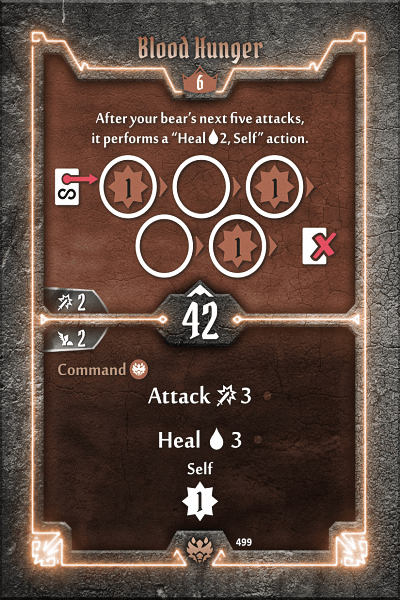 Blood Hunger
6
After your bear's next five attacks,
it performs a “Heal 2, Self” action.
S 1 1
1
2
42
2
Command
Attack 3
Heal 3
Self
1
499